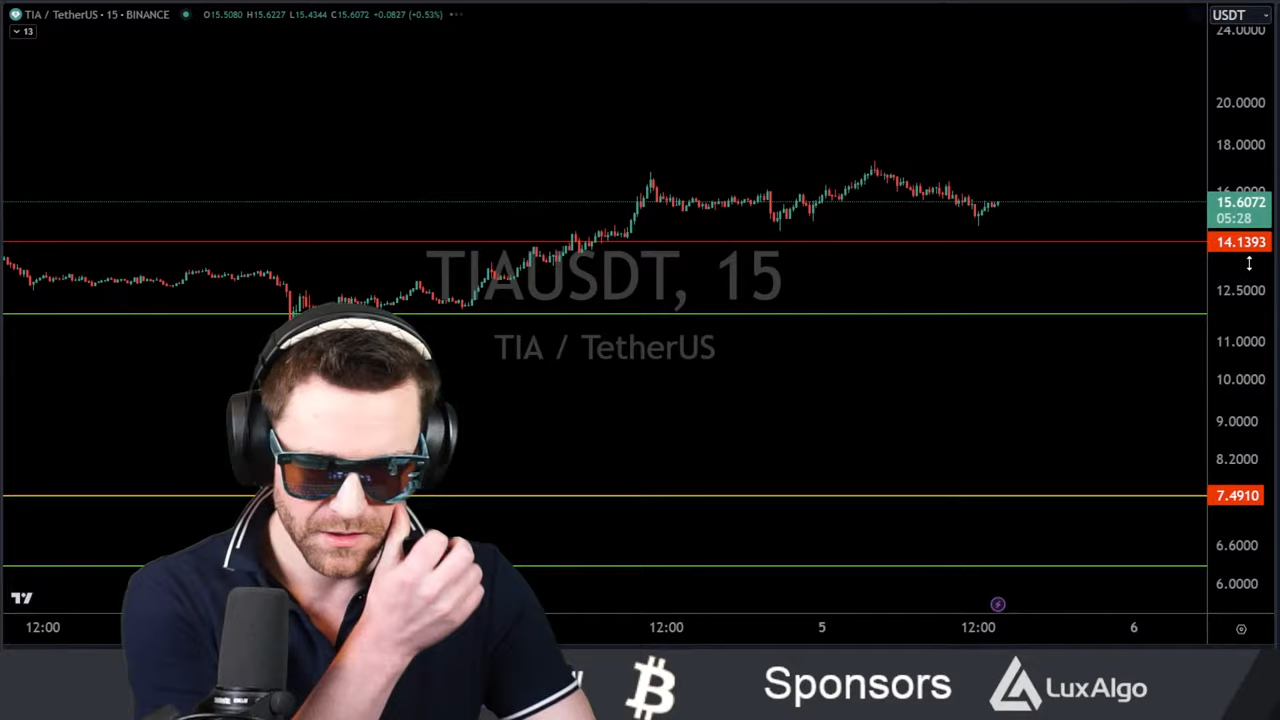 TIA / TetherUS · 15 · BINANCE O15.5080 H15.6227 L15.4344 C15.6072 +0.0827 (+0.53%)
13
USDT
24.0000
20.0000
18.0000
16.0000
15.6072
05:28
14.1393
12.5000
11.0000
10.0000
9.0000
8.2000
7.4910
6.6000
6.0000
TIAUSDT, 15
TIA / TetherUS
12:00 12:00 5 12:00 6
Sponsors LuxAlgo